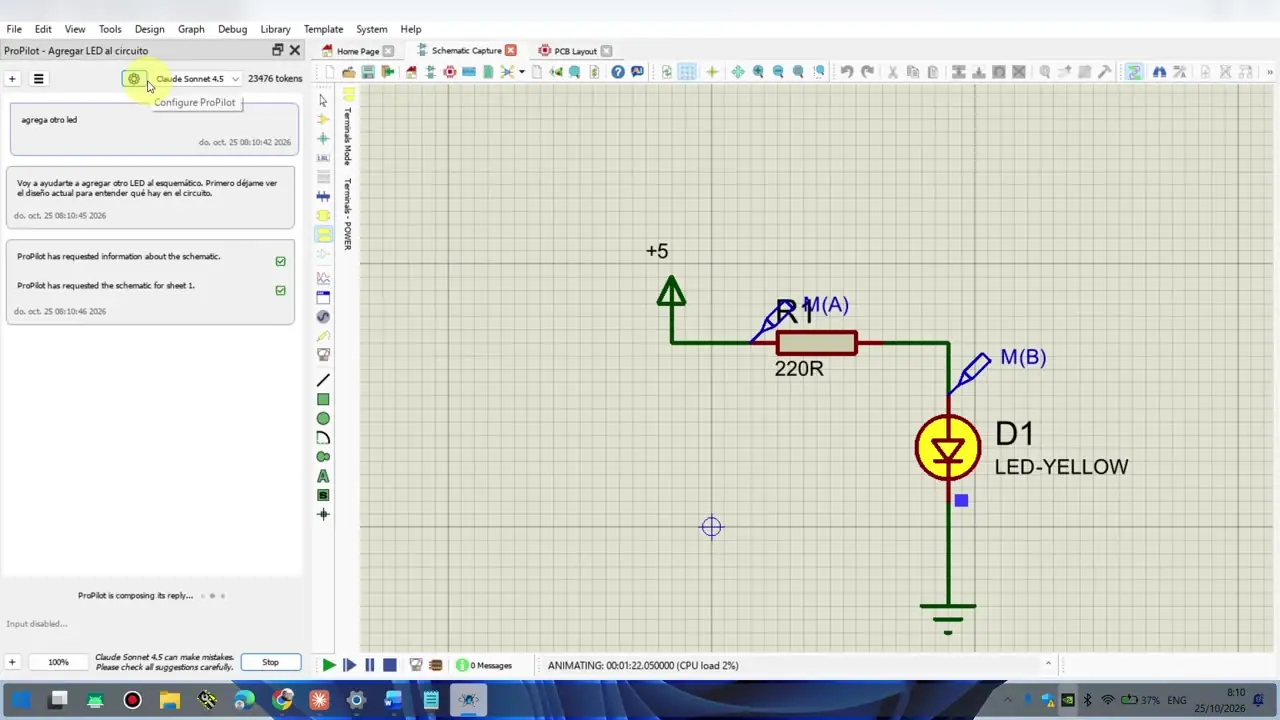 File Edit View Tools Design Graph Debug Library Template System Help
ProPilot - Agregar LED al circuito
Home Page
Schematic Capture
PCB Layout
Claude Sonnet 4.5
23476 tokens
Configure ProPilot
agrega otro led
do. oct. 25 08:10:42 2026
Voy a ayudarte a agregar otro LED al esquemático. Primero déjame ver
el diseño actual para entender qué hay en el circuito.
do. oct. 25 08:10:45 2026
ProPilot has requested information about the schematic.
ProPilot has requested the schematic for sheet 1.
do. oct. 25 08:10:46 2026
Terminals Mode
Terminals - POWER
LBL
+5
R1
M(A)
220R
M(B)
D1
LED-YELLOW
ProPilot is composing its reply...
Input disabled...
100%
Claude Sonnet 4.5 can make mistakes.
Please check all suggestions carefully.
Stop
0 Messages
ANIMATING: 00:01:22.050000 (CPU load 2%)
37%
ENG
8:10
25/10/2026